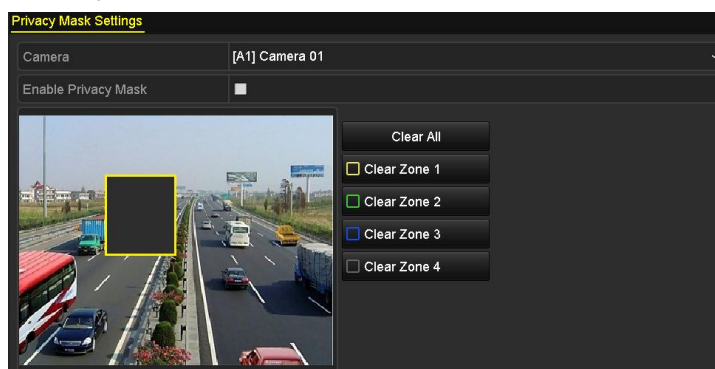 Privacy Mask Settings
Camera
[A1] Camera 01
Enable Privacy Mask
Clear All
Clear Zone 1
Clear Zone 2
Clear Zone 3
Clear Zone 4